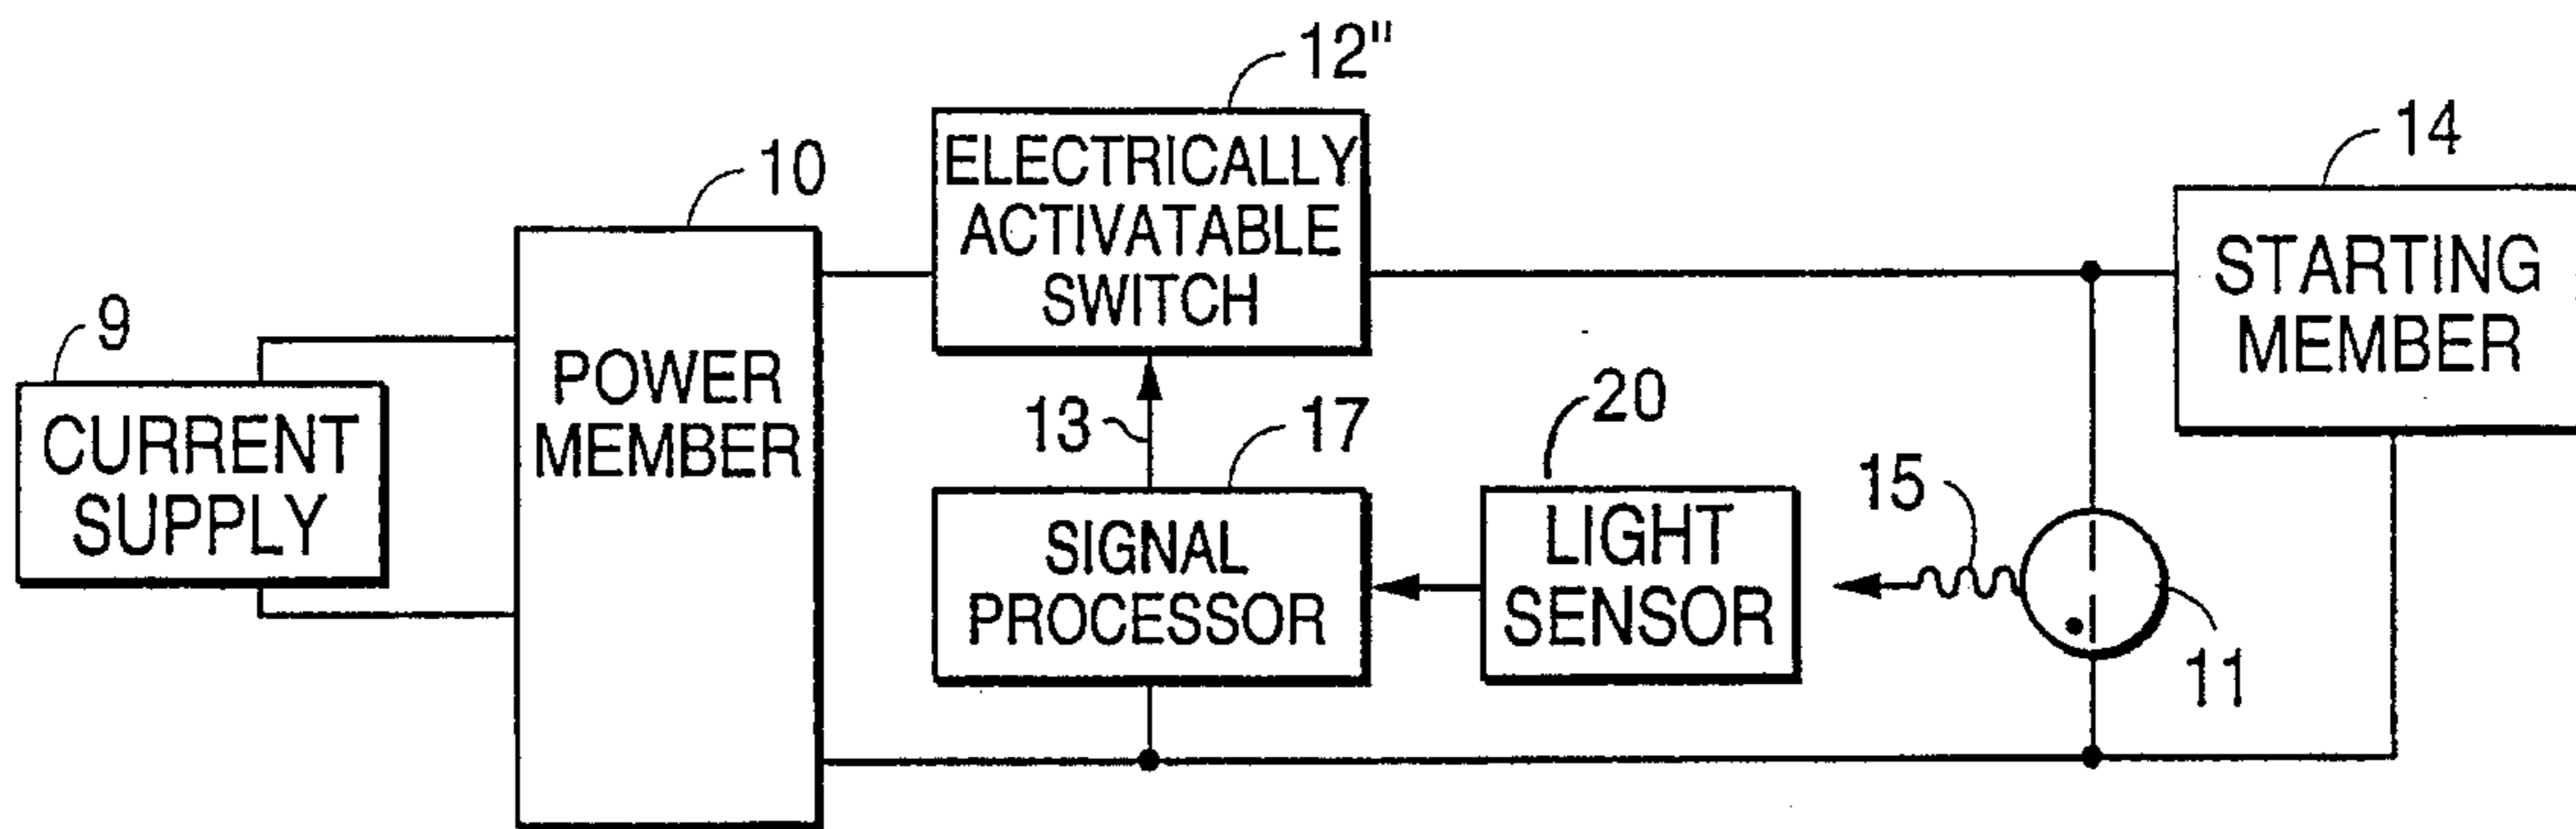 12"
ELECTRICALLY
ACTIVATABLE
SWITCH
14
STARTING
MEMBER
10
POWER
MEMBER
9
CURRENT
SUPPLY
13
17
SIGNAL
PROCESSOR
20
LIGHT
SENSOR
15
11